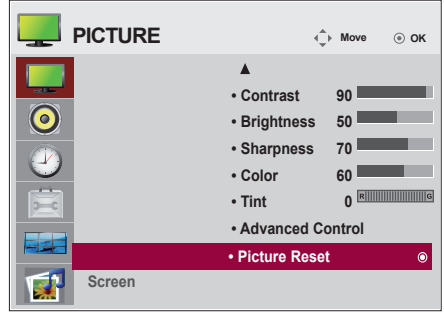 PICTURE Move OK
• Contrast 90
• Brightness 50
• Sharpness 70
• Color 60
• Tint 0 R G
• Advanced Control
• Picture Reset
Screen